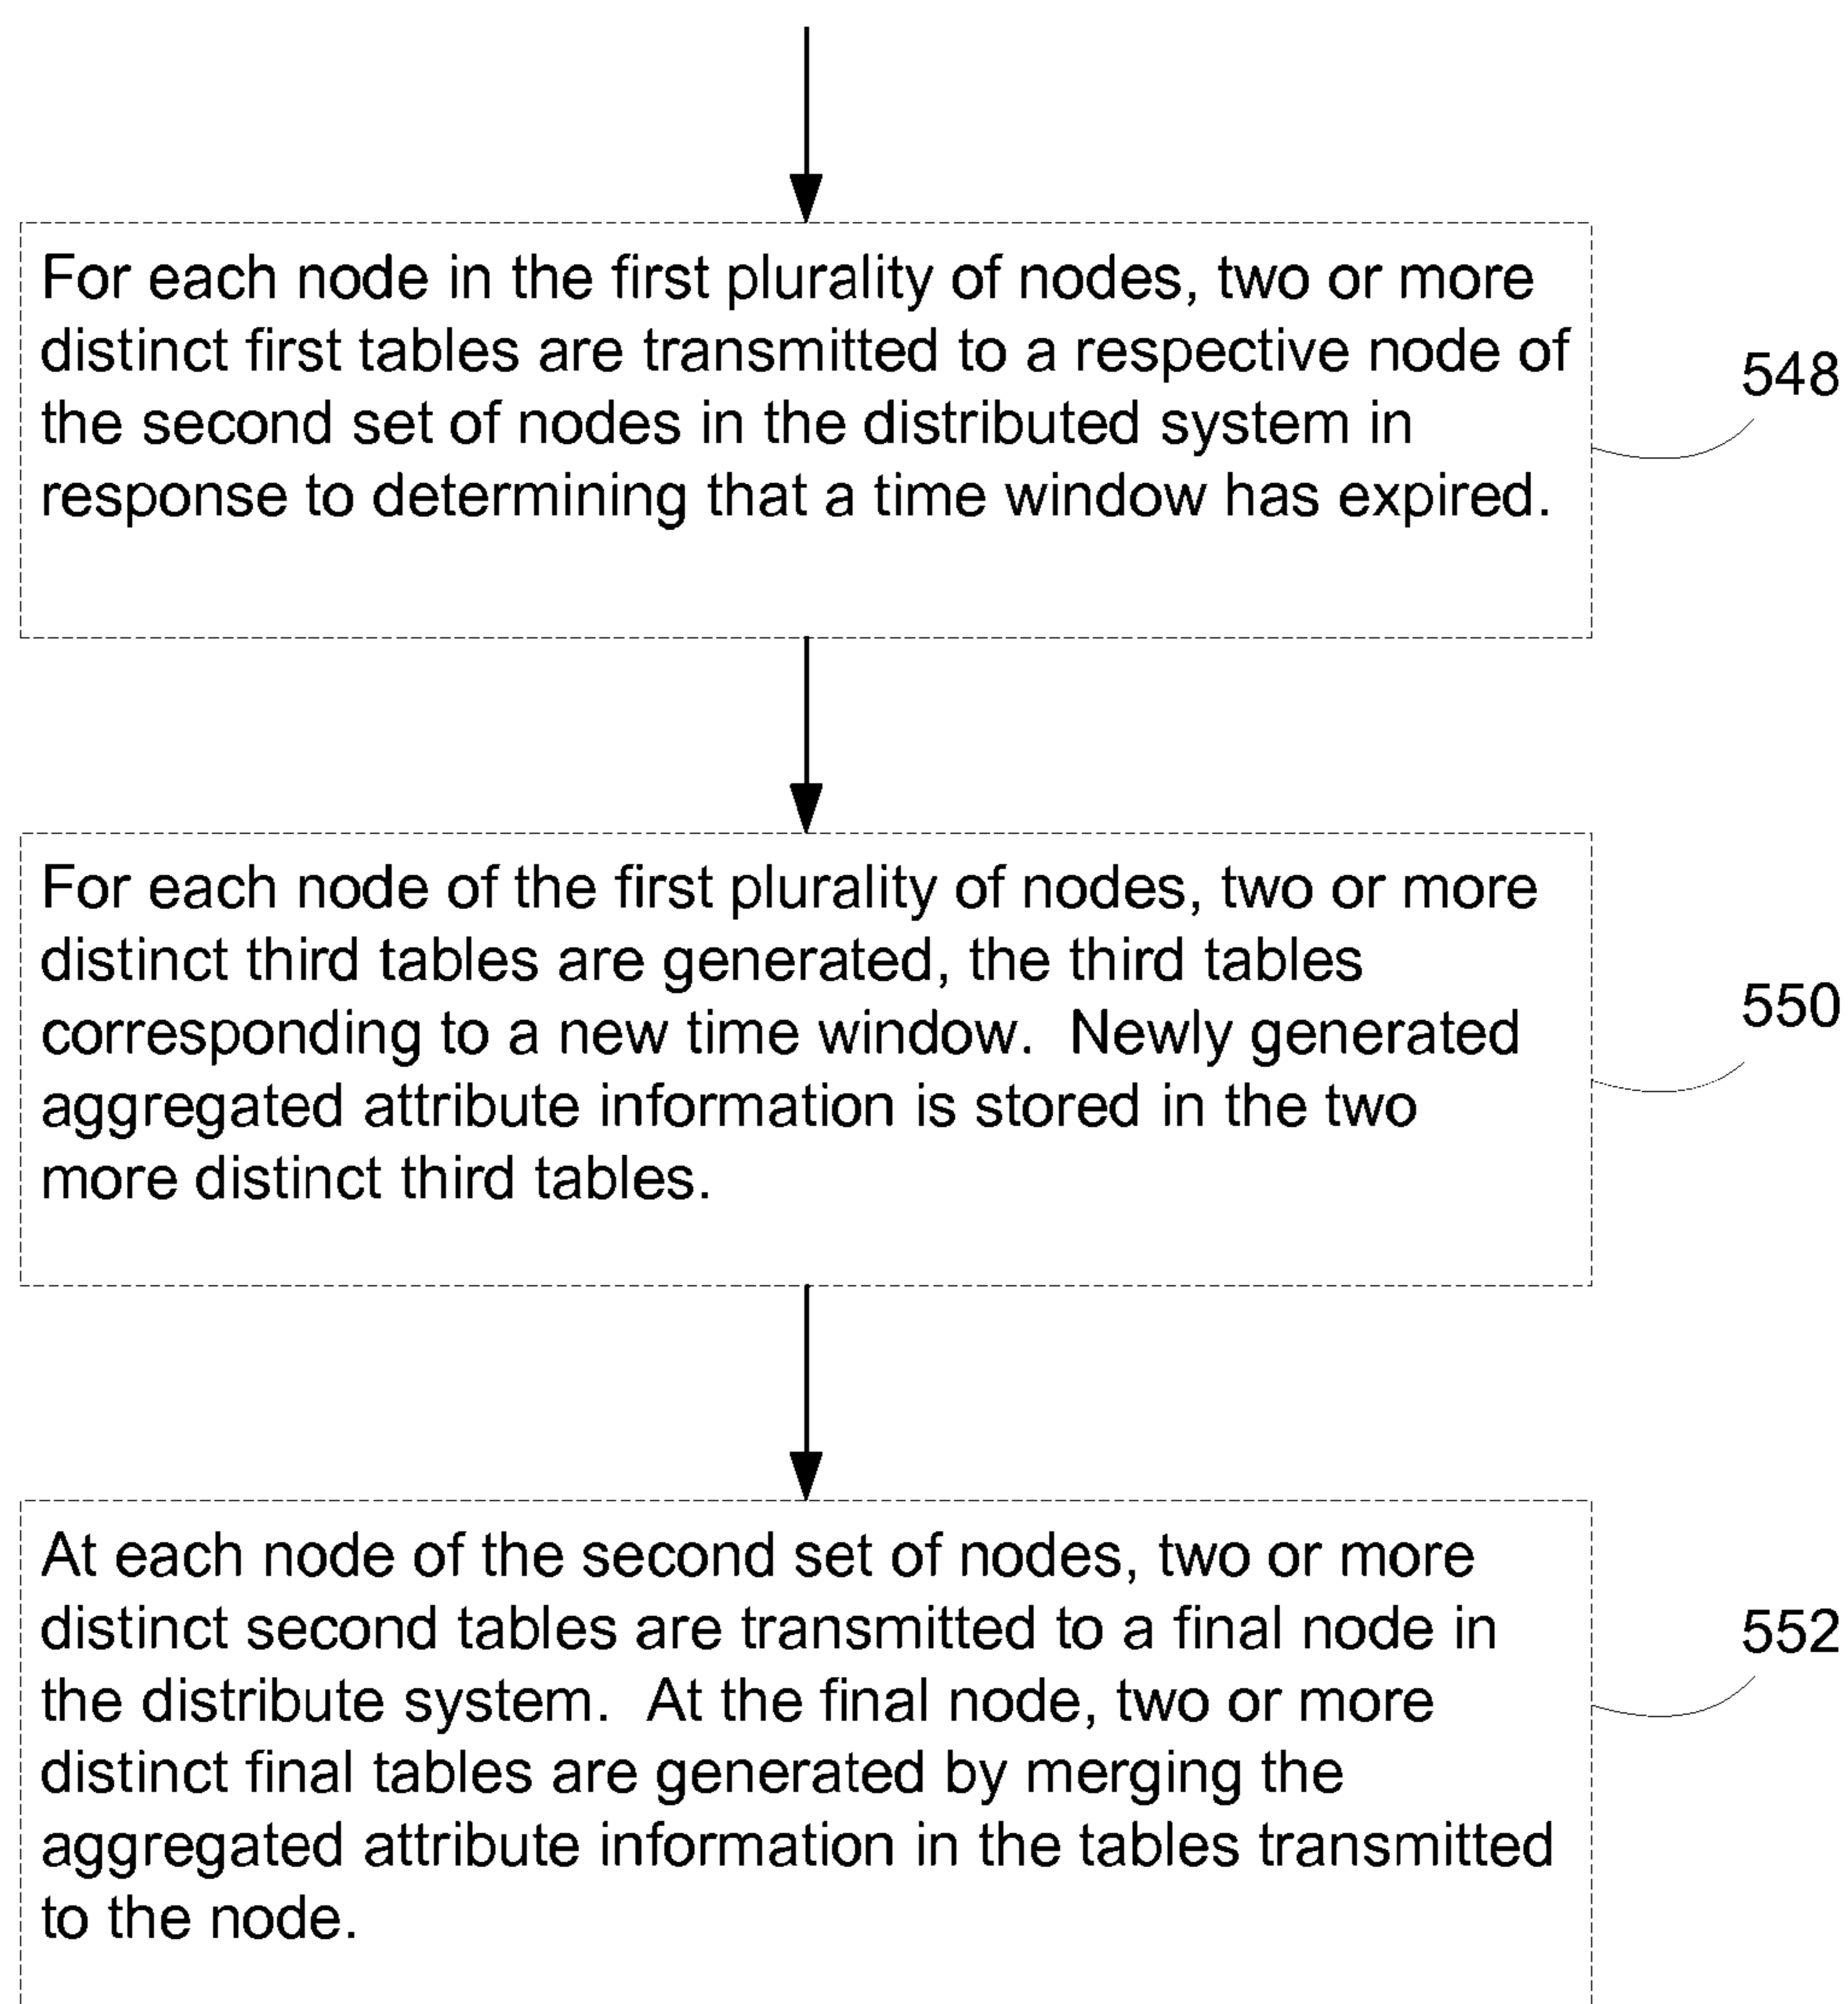 For each node in the first plurality of nodes, two or more
distinct first tables are transmitted to a respective node of
the second set of nodes in the distributed system in
response to determining that a time window has expired.
548
For each node of the first plurality of nodes, two or more
distinct third tables are generated, the third tables
corresponding to a new time window.  Newly generated
aggregated attribute information is stored in the two
more distinct third tables.
550
At each node of the second set of nodes, two or more
distinct second tables are transmitted to a final node in
the distribute system.  At the final node, two or more
distinct final tables are generated by merging the
aggregated attribute information in the tables transmitted
to the node.
552